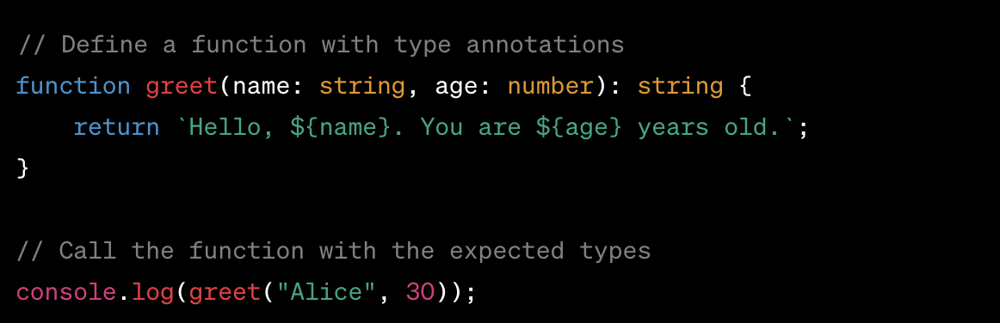 // Define a function with type annotations
function greet(name: string, age: number): string {
    return `Hello, ${name}. You are ${age} years old.`;
}

// Call the function with the expected types
console.log(greet("Alice", 30));